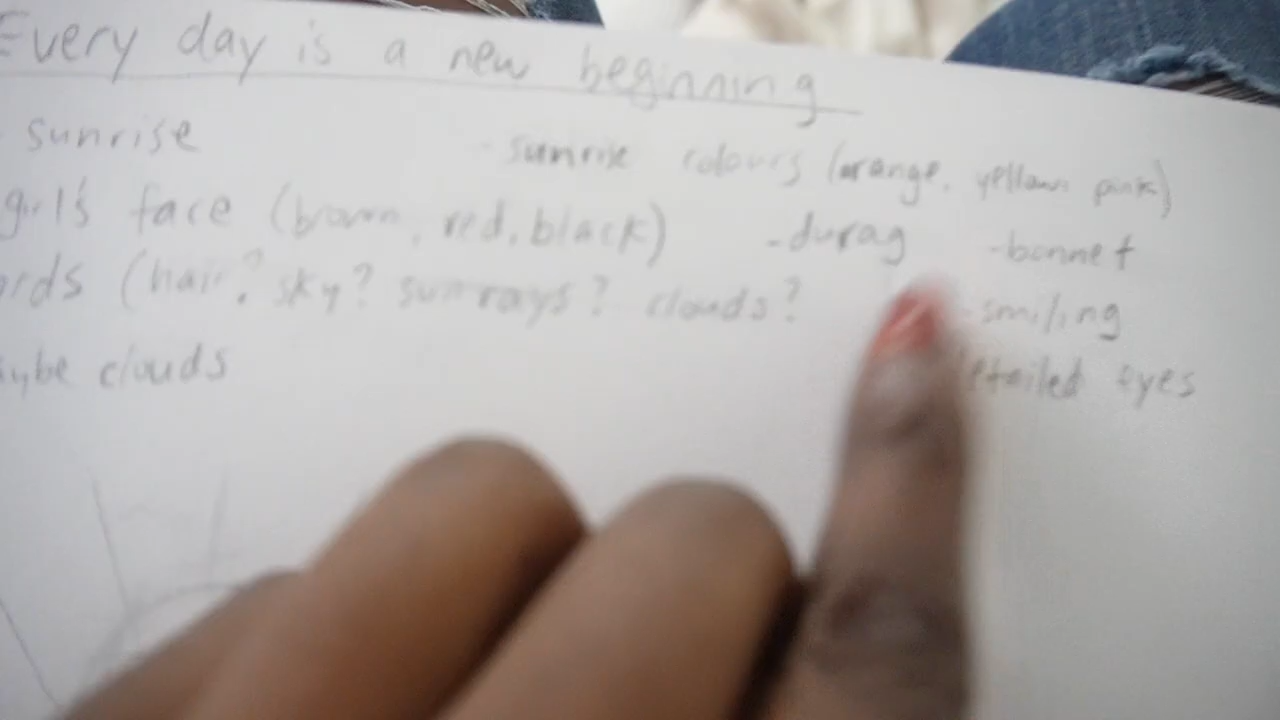 Every day is a new beginning
sunrise - sunrise colours (orange, yellow, pink)
girl's face (brown, red, black) -durag -bonnet
(hair? sky? sunrays? clouds? -smiling
clouds eyes